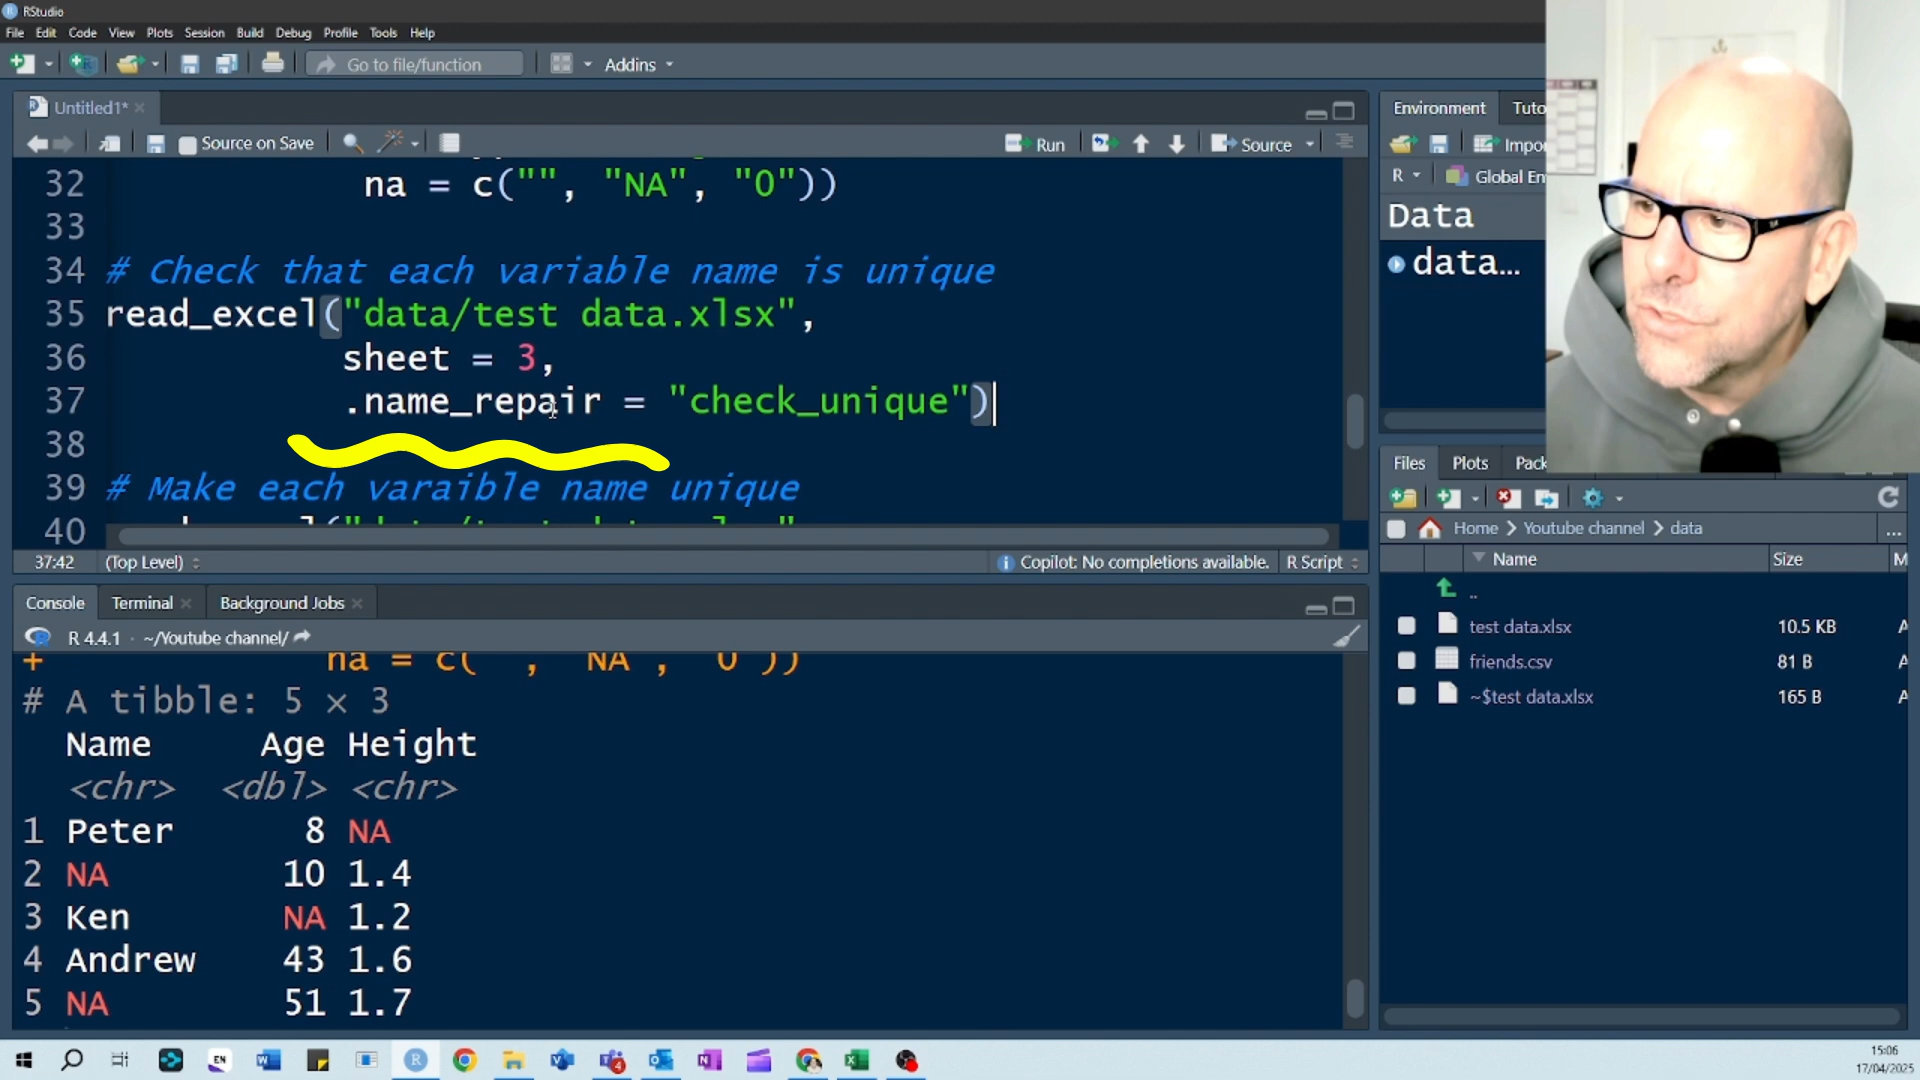 RStudio
File Edit Code View Plots Session Build Debug Profile Tools Help
Go to file/function Addins
Untitled1*
Source on Save Run Source
32 na = c("", "NA", "0"))
33
34 # Check that each variable name is unique
35 read_excel("data/test data.xlsx",
36 sheet = 3,
37 .name_repair = "check_unique")
38
39 # Make each varaible name unique
40
37:42 (Top Level) Copilot: No completions available. R Script
Console Terminal Background Jobs
R 4.4.1 · ~/Youtube channel/
+ na = c( , NA , 0 ))
# A tibble: 5 × 3
Name Age Height
<chr> <dbl> <chr>
1 Peter 8 NA
2 NA 10 1.4
3 Ken NA 1.2
4 Andrew 43 1.6
5 NA 51 1.7
Environment Tuto
Impo
R Global En
Data
data...
Files Plots Pack
Home Youtube channel data
...
Name Size M
..
test data.xlsx 10.5 KB A
friends.csv 81 B A
~$test data.xlsx 165 B A
EN
4
15:06
17/04/2025